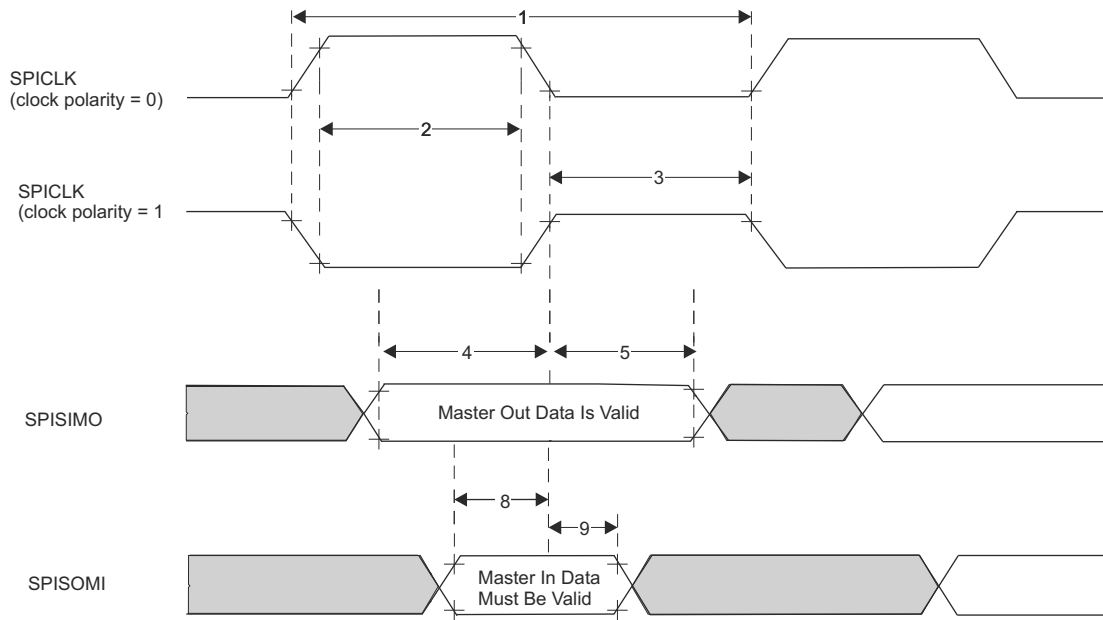 1
SPICLK
(clock polarity = 0)
2
3
SPICLK
(clock polarity = 1
4
5
SPISIMO
Master Out Data Is Valid
8
9
SPISOMI
Master In Data
Must Be Valid